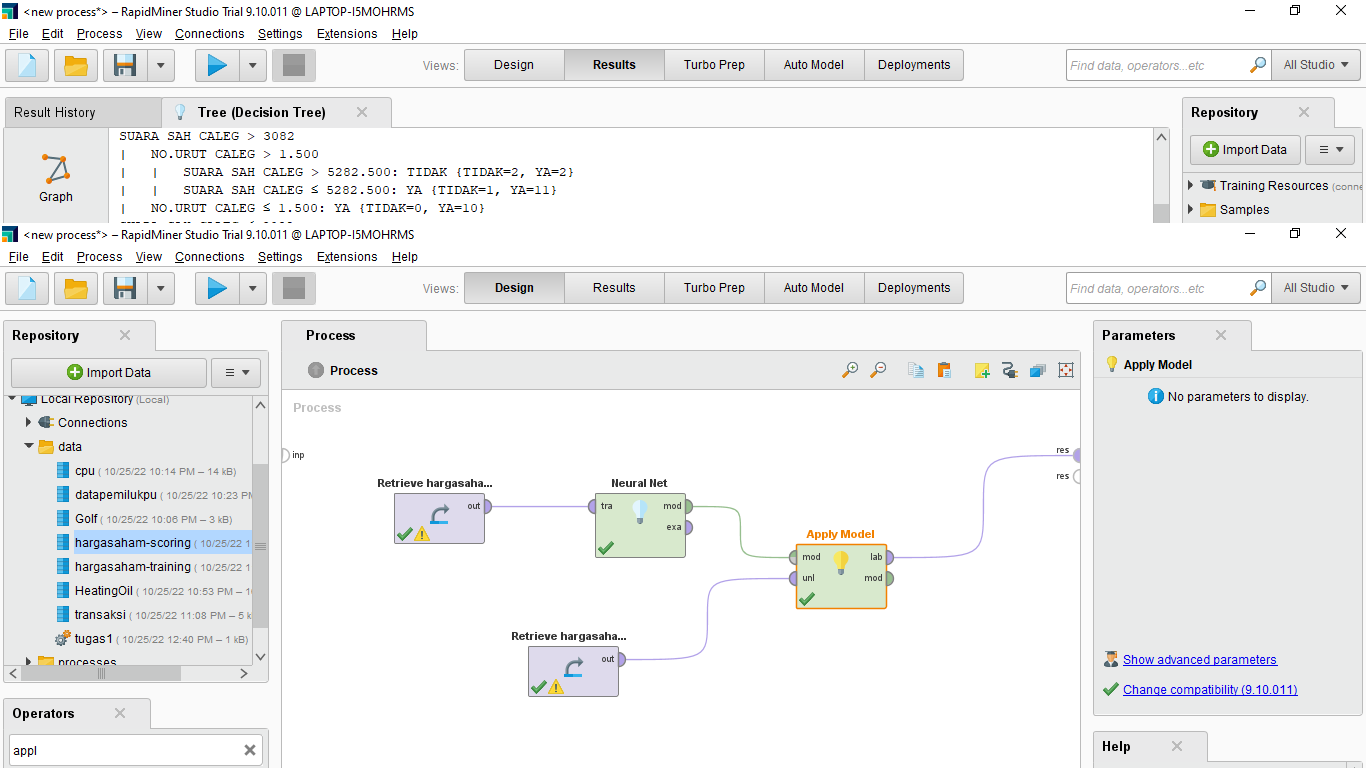 <new process*> – RapidMiner Studio Trial 9.10.011 @ LAPTOP-I5MOHRMS
File Edit Process View Connections Settings Extensions Help
Views: Design Results Turbo Prep Auto Model Deployments Find data, operators...etc All Studio
Result History Tree (Decision Tree) Repository
SUARA SAH CALEG > 3082
| NO.URUT CALEG > 1.500
| | SUARA SAH CALEG > 5282.500: TIDAK {TIDAK=2, YA=2}
| | SUARA SAH CALEG ≤ 5282.500: YA {TIDAK=1, YA=11}
| NO.URUT CALEG ≤ 1.500: YA {TIDAK=0, YA=10}
Graph
Import Data
Training Resources (conne
Samples
<new process*> – RapidMiner Studio Trial 9.10.011 @ LAPTOP-I5MOHRMS
File Edit Process View Connections Settings Extensions Help
Views: Design Results Turbo Prep Auto Model Deployments Find data, operators...etc All Studio
Repository
Import Data
Local Repository (Local)
Connections
data
cpu ( 10/25/22 10:14 PM – 14 kB)
datapemilukpu ( 10/25/22 10:23 PM
Golf ( 10/25/22 10:06 PM – 3 kB)
hargasaham-scoring ( 10/25/22 1
hargasaham-training ( 10/25/22 1
HeatingOil ( 10/25/22 10:53 PM – 1
transaksi ( 10/25/22 11:08 PM – 5 k
tugas1 ( 10/25/22 12:40 PM – 1 kB)
processes
Operators
appl
Process
Process
Process
inp
Retrieve hargasaha...
out
Neural Net
tra mod
exa
Apply Model
mod lab
unl mod
Retrieve hargasaha...
out
res
res
Parameters
Apply Model
No parameters to display.
Show advanced parameters
Change compatibility (9.10.011)
Help